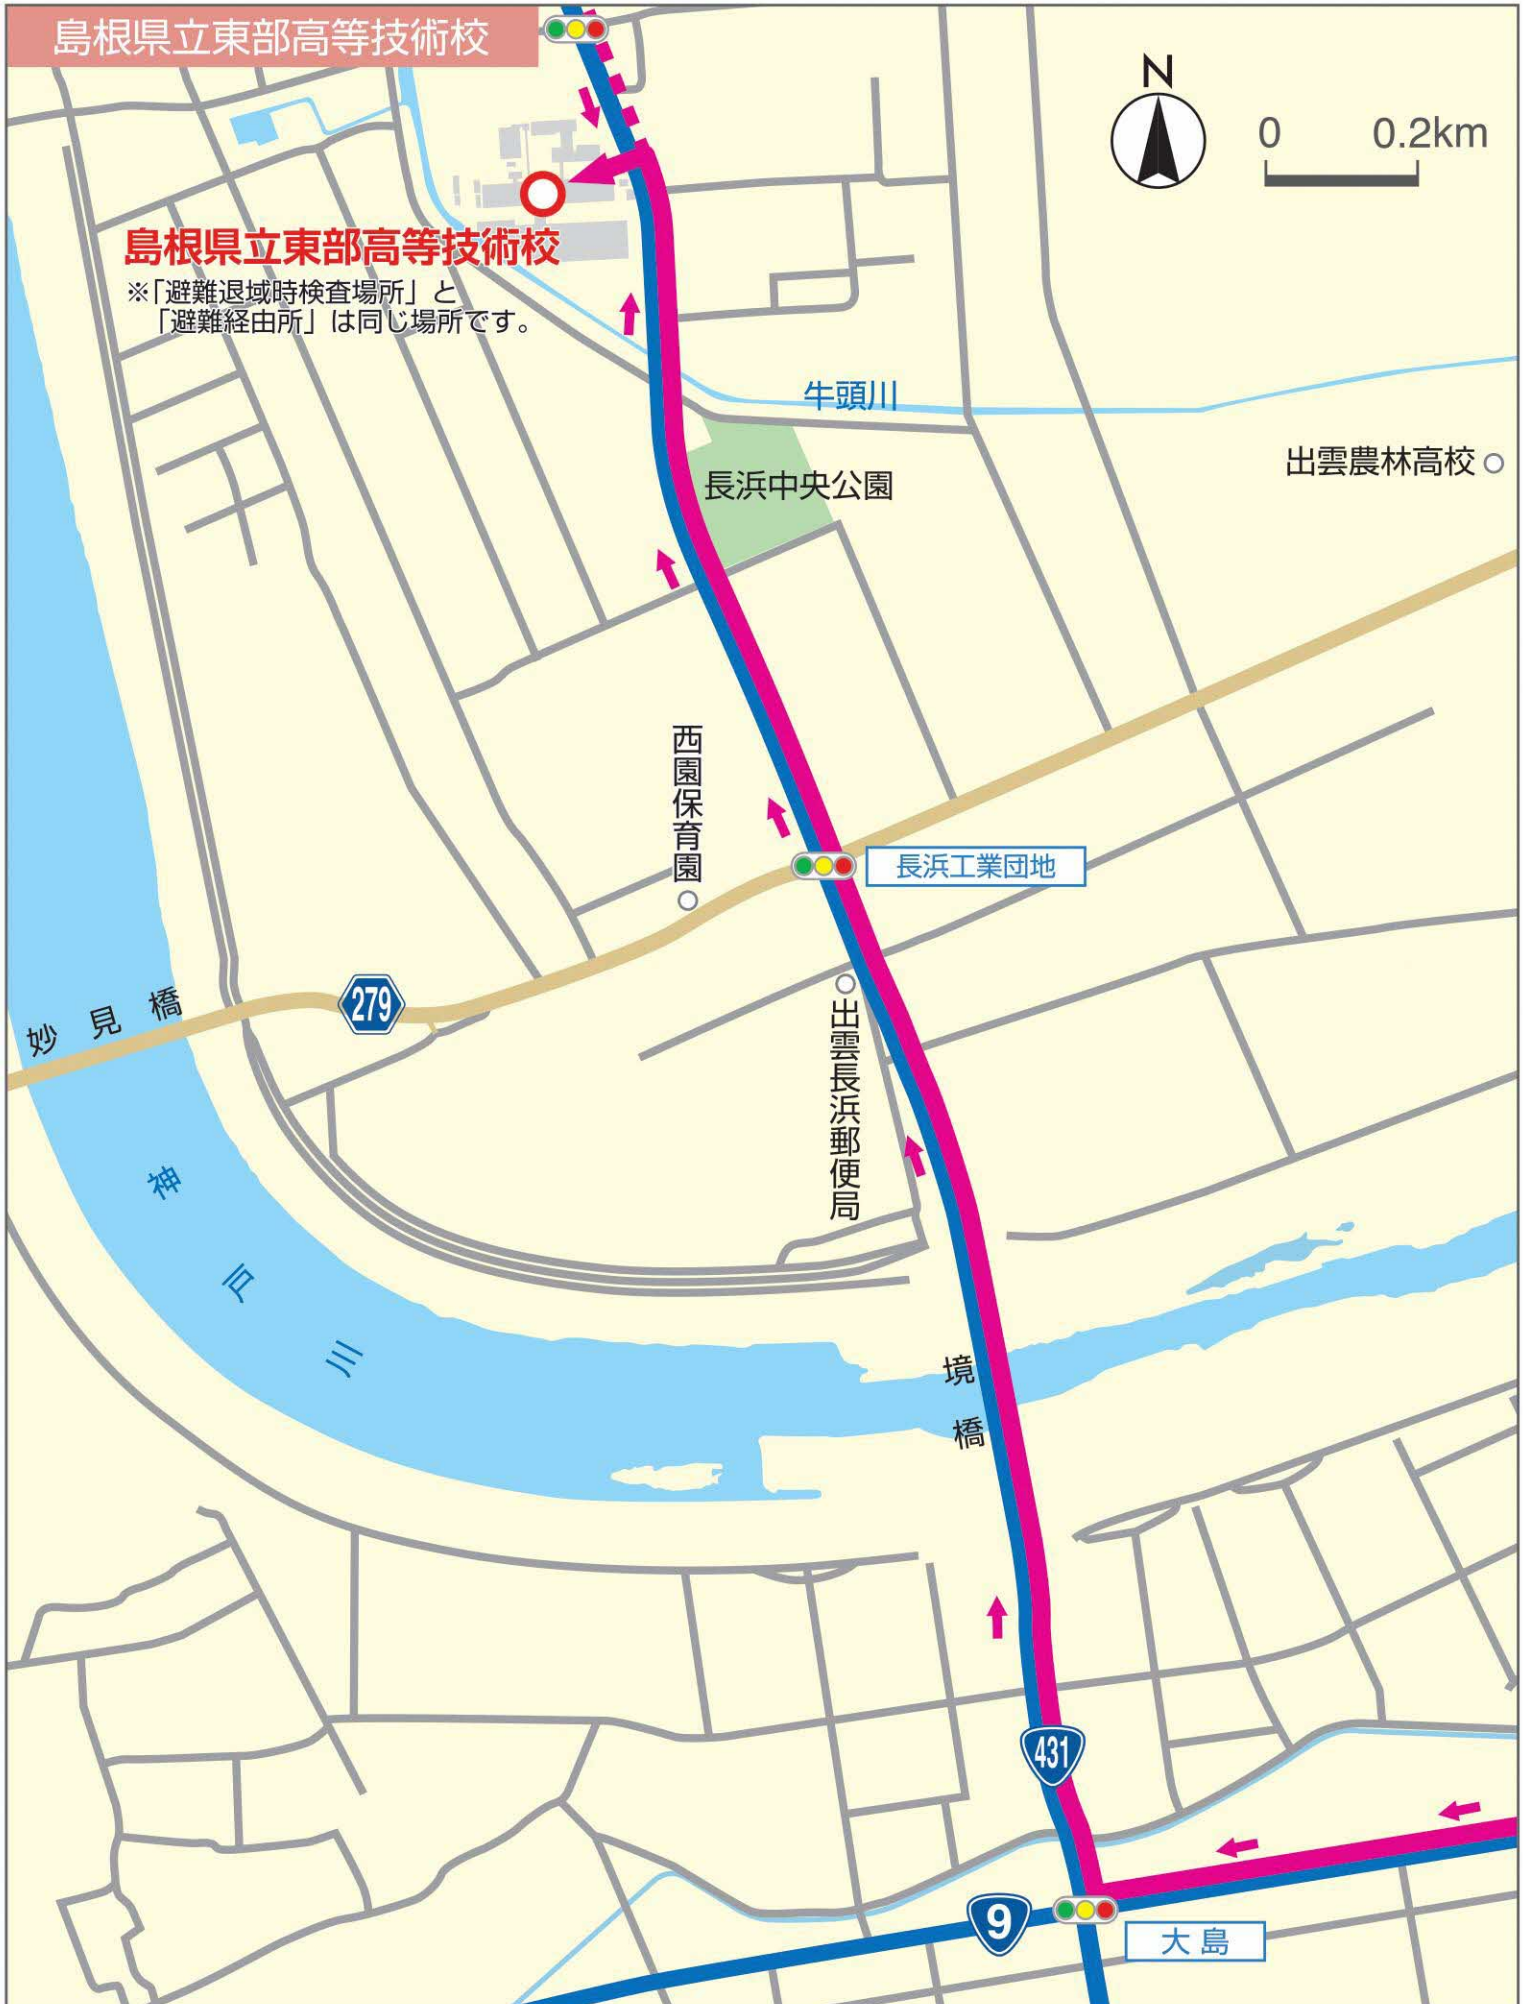 島根県立東部高等技術校
N
0 0.2km
島根県立東部高等技術校
※「避難退域時検査場所」と
「避難経由所」は同じ場所です。
牛頭川
出雲農林高校
長浜中央公園
西園保育園
長浜工業団地
妙見橋
279
出雲長浜郵便局
神戸川
境橋
431
9
大島